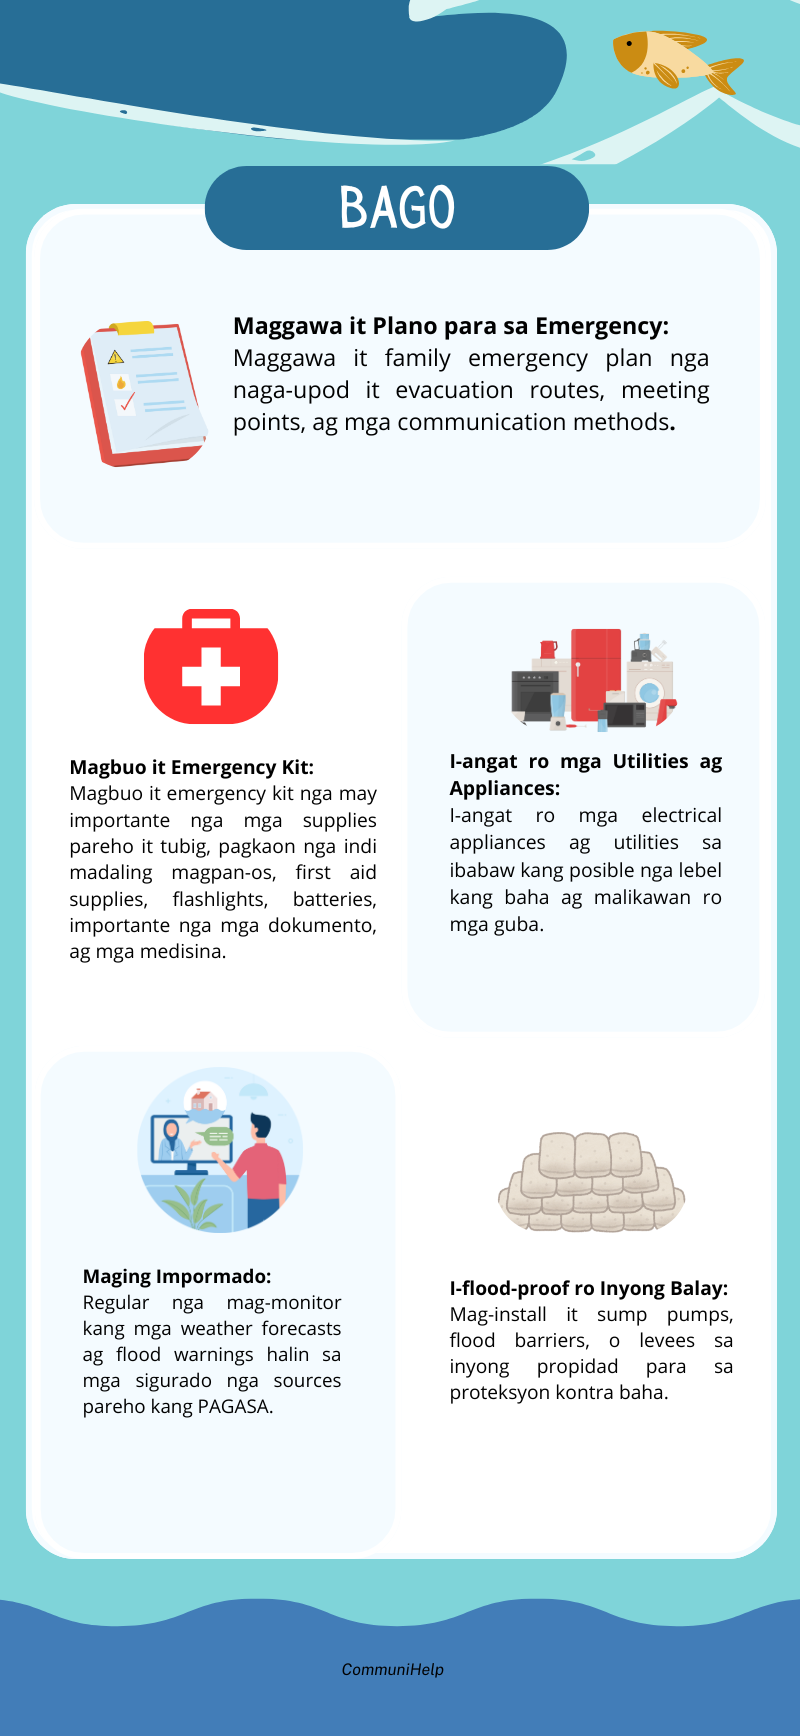 BAGO
Maggawa it Plano para sa Emergency:
Maggawa it family emergency plan nga
naga-upod it evacuation routes, meeting
points, ag mga communication methods.
Magbuo it Emergency Kit:
Magbuo it emergency kit nga may
importante nga mga supplies
pareho it tubig, pagkaon nga indi
madaling magpan-os, first aid
supplies, flashlights, batteries,
importante nga mga dokumento,
ag mga medisina.
I-angat ro mga Utilities ag
Appliances:
I-angat ro mga electrical
appliances ag utilities sa
ibabaw kang posible nga lebel
kang baha ag malikawan ro
mga guba.
Maging Impormado:
Regular nga mag-monitor
kang mga weather forecasts
ag flood warnings halin sa
mga sigurado nga sources
pareho kang PAGASA.
I-flood-proof ro Inyong Balay:
Mag-install it sump pumps,
flood barriers, o levees sa
inyong propidad para sa
proteksyon kontra baha.
CommuniHelp